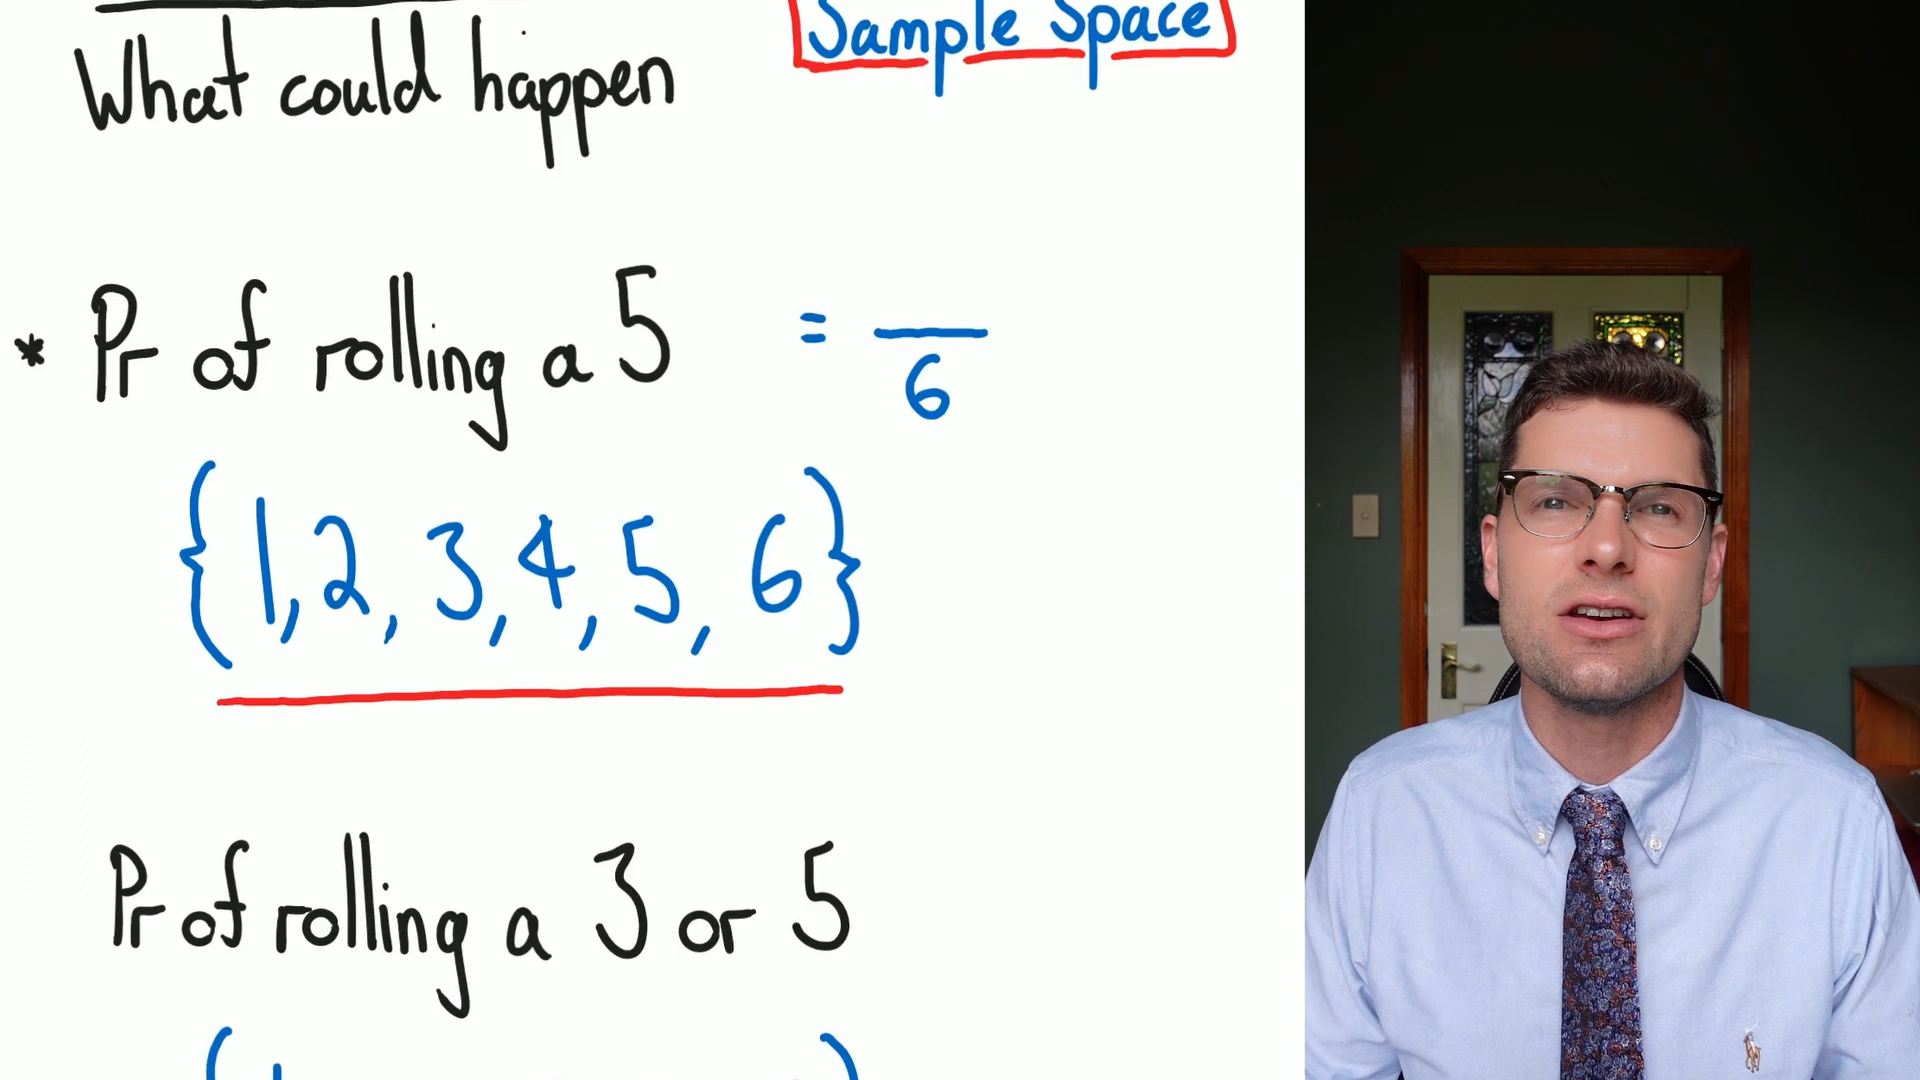 What could happen
Sample Space
* Pr of rolling a 5 = __
6
{1, 2, 3, 4, 5, 6}
Pr of rolling a 3 or 5